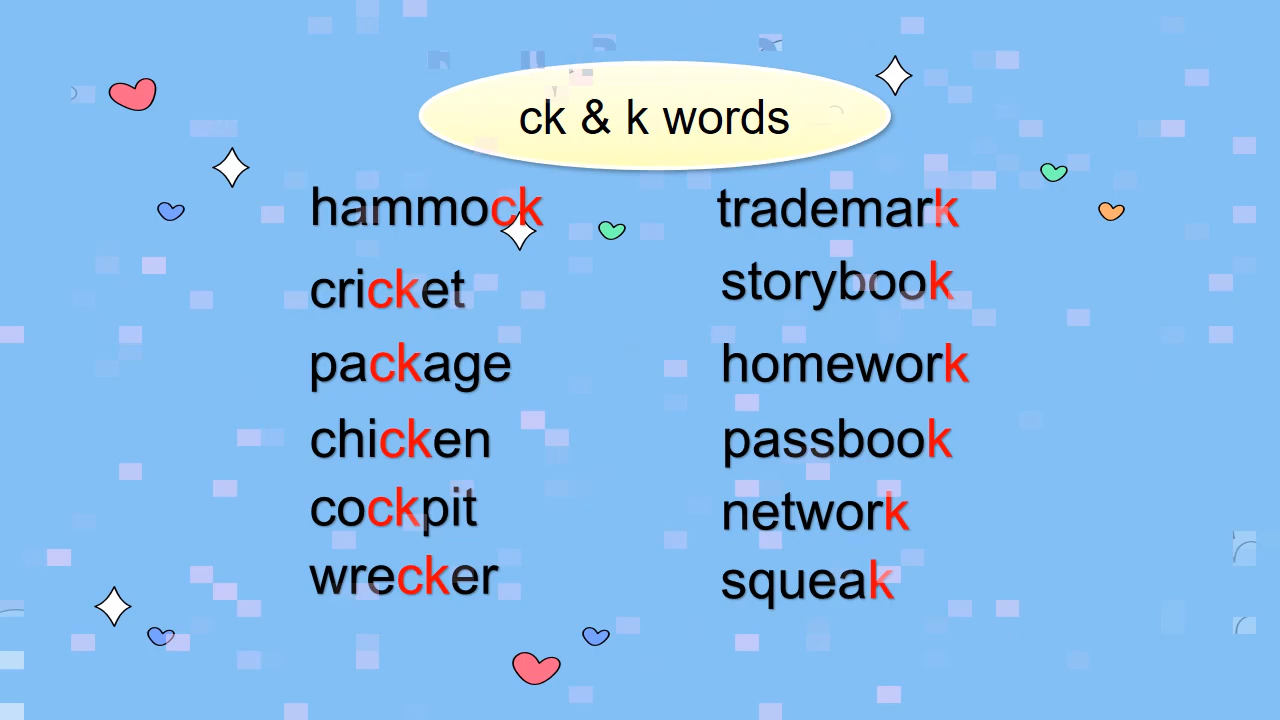 ck & k words
hammock
cricket
package
chicken
cockpit
wrecker
trademark
storybook
homework
passbook
network
squeak